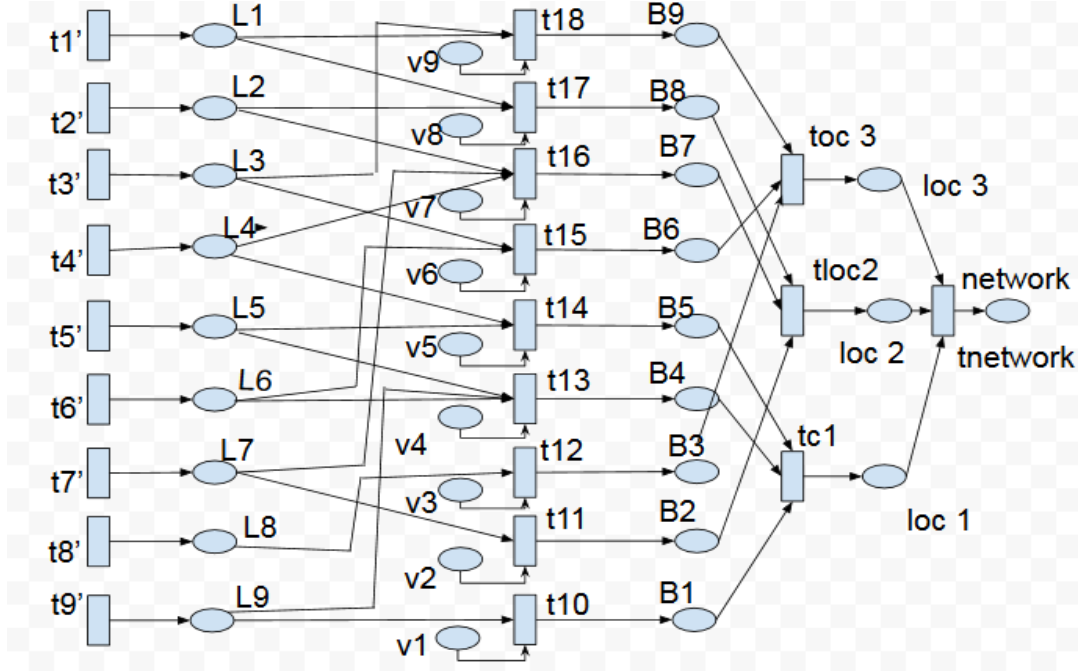 t1’ L1 t18 B9
v9
t2’ L2 t17 B8
v8 toc 3
t3’ L3 t16 B7
v7 loc 3
t4’ L4 t15 B6
v6 tloc2 network
t5’ L5 t14 B5
v5 loc 2 tnetwork
t6’ L6 t13 B4
v4 tc1
t7’ L7 t12 B3
v3
t8’ L8 t11 B2 loc 1
v2
t9’ L9 t10 B1
v1